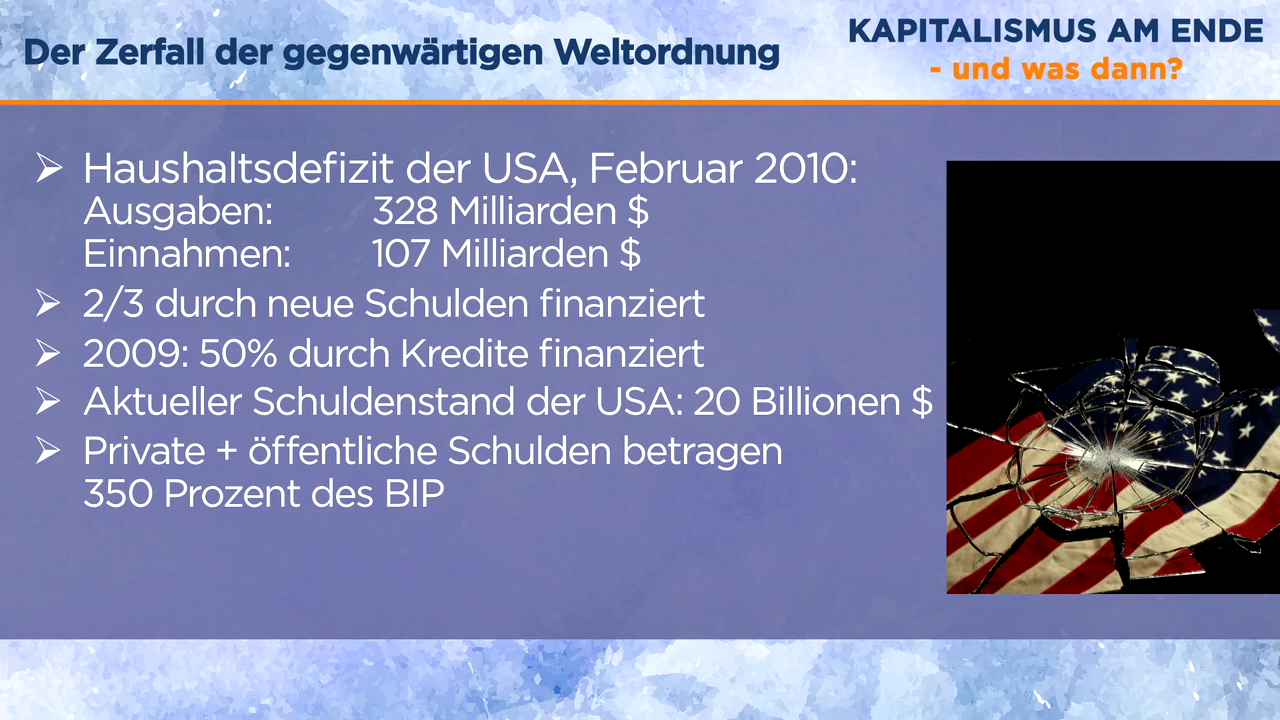 Der Zerfall der gegenwärtigen Weltordnung
KAPITALISMUS AM ENDE
- und was dann?
➢ Haushaltsdefizit der USA, Februar 2010:
Ausgaben: 328 Milliarden $
Einnahmen: 107 Milliarden $
➢ 2/3 durch neue Schulden finanziert
➢ 2009: 50% durch Kredite finanziert
➢ Aktueller Schuldenstand der USA: 20 Billionen $
➢ Private + öffentliche Schulden betragen
350 Prozent des BIP